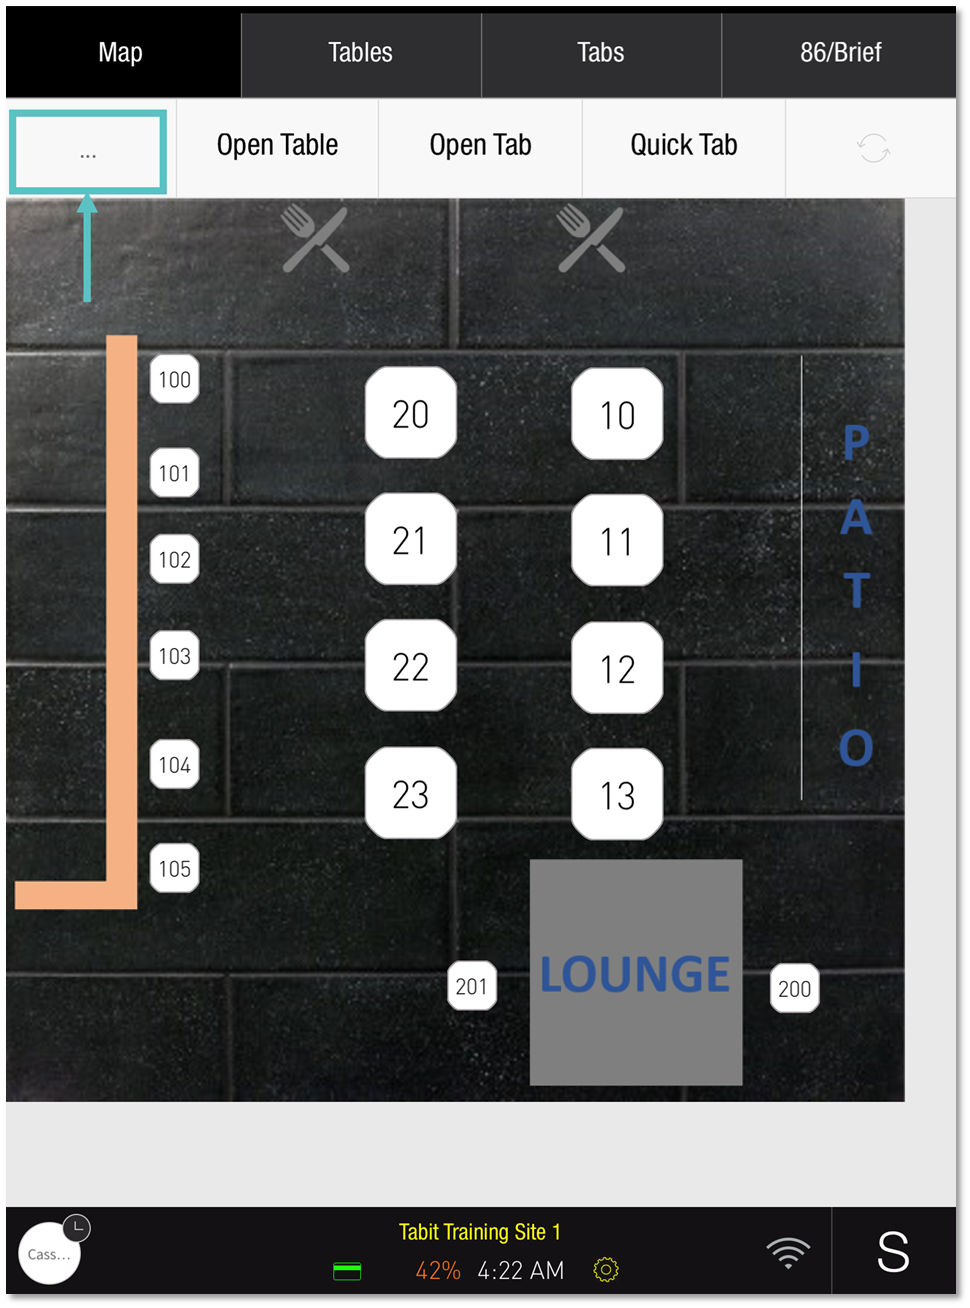 Map Tables Tabs 86/Brief
... Open Table Open Tab Quick Tab
100
20 10
101
21 11
102
22 12
103
104
23 13
105
P
A
T
I
O
201 LOUNGE 200
Cass...
Tabit Training Site 1
42% 4:22 AM
S